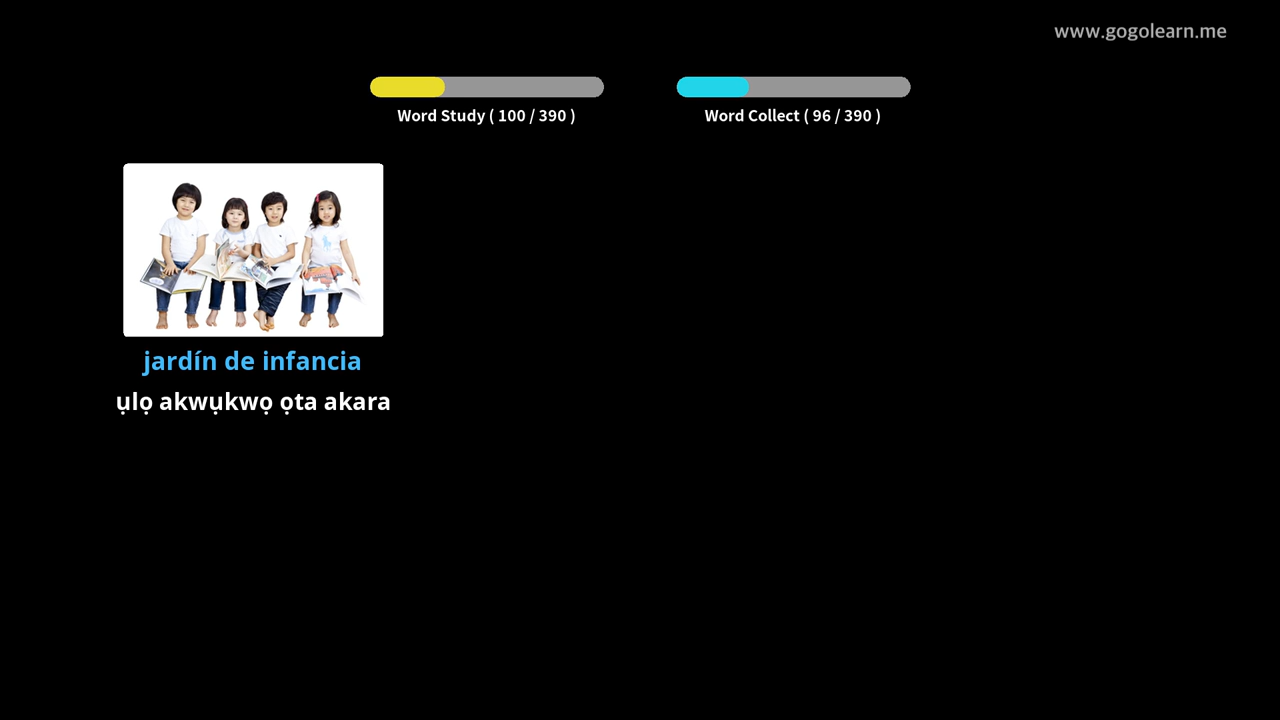 www.gogolearn.me
Word Study ( 100 / 390 )
Word Collect ( 96 / 390 )
jardín de infancia
ụlọ akwụkwọ ọta akara